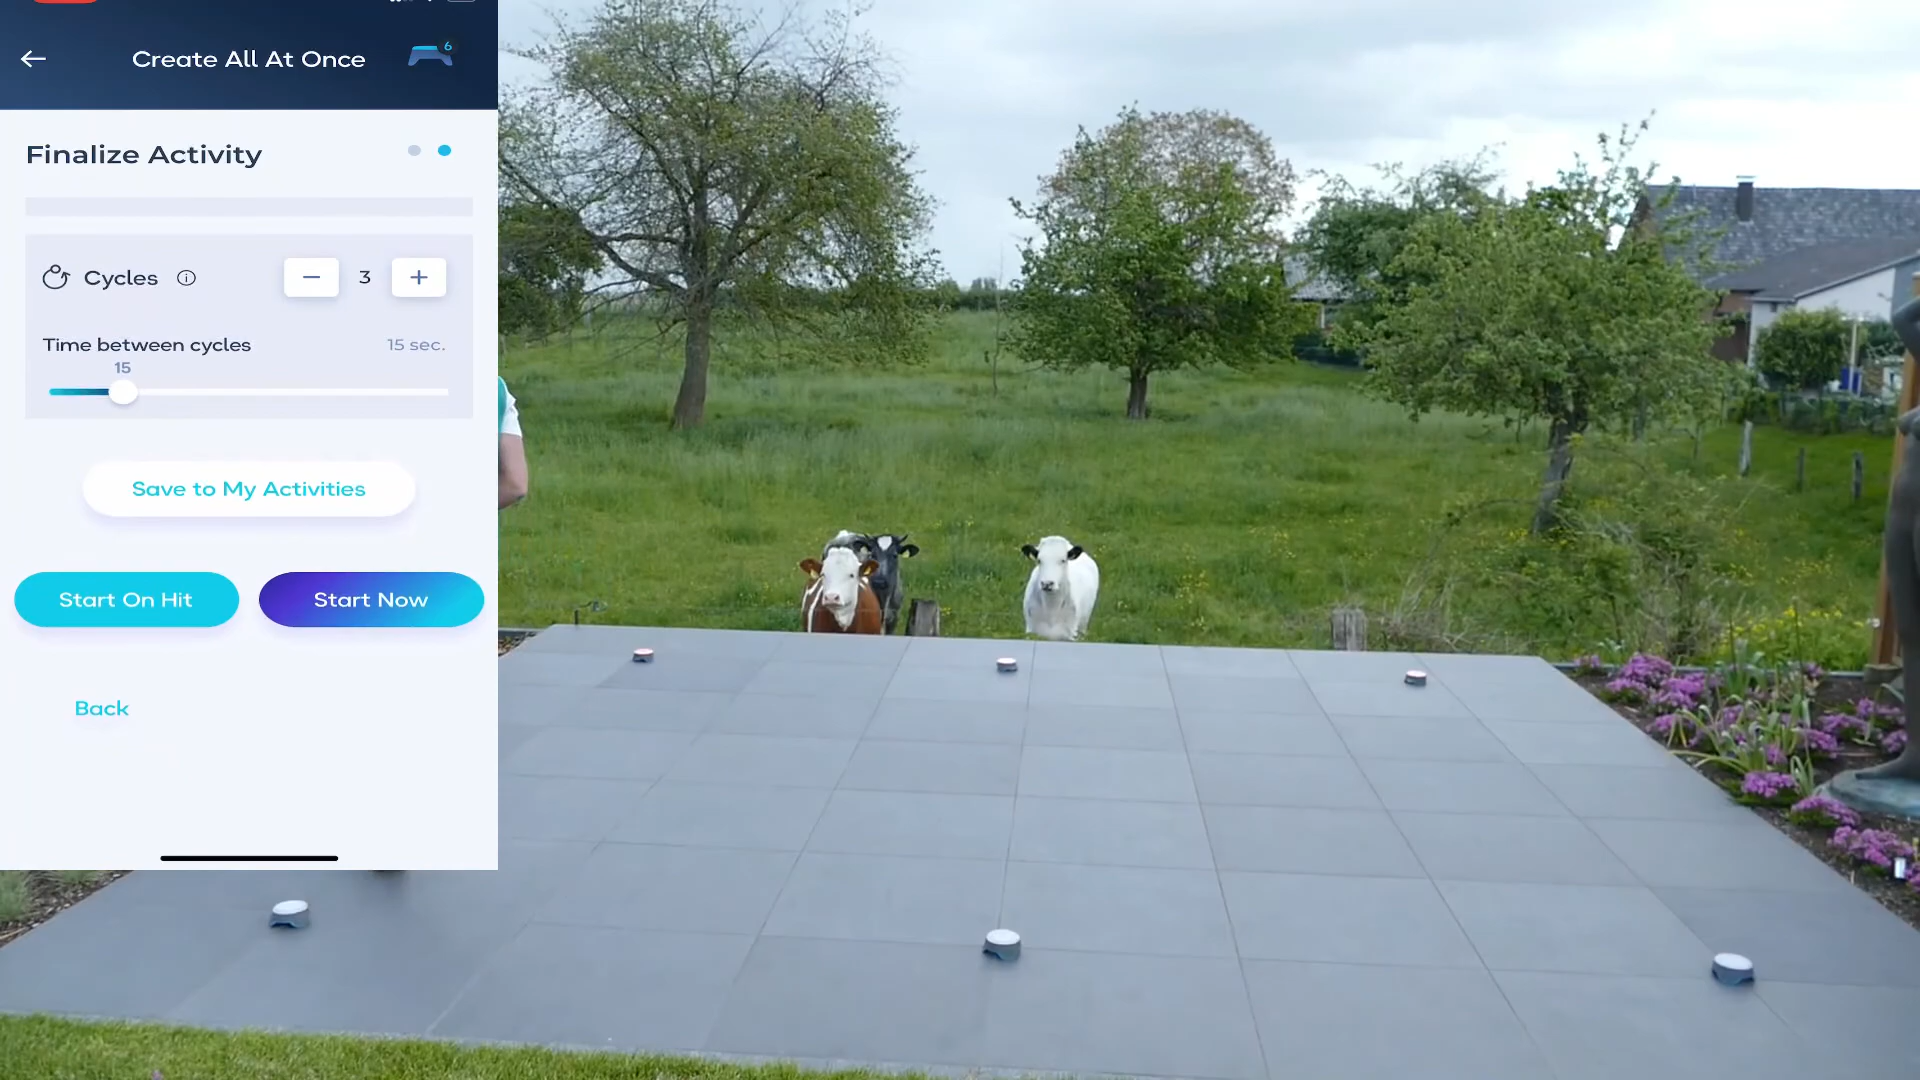 Create All At Once
6
Finalize Activity
Cycles
3
Time between cycles
15 sec.
15
Save to My Activities
Start On Hit
Start Now
Back